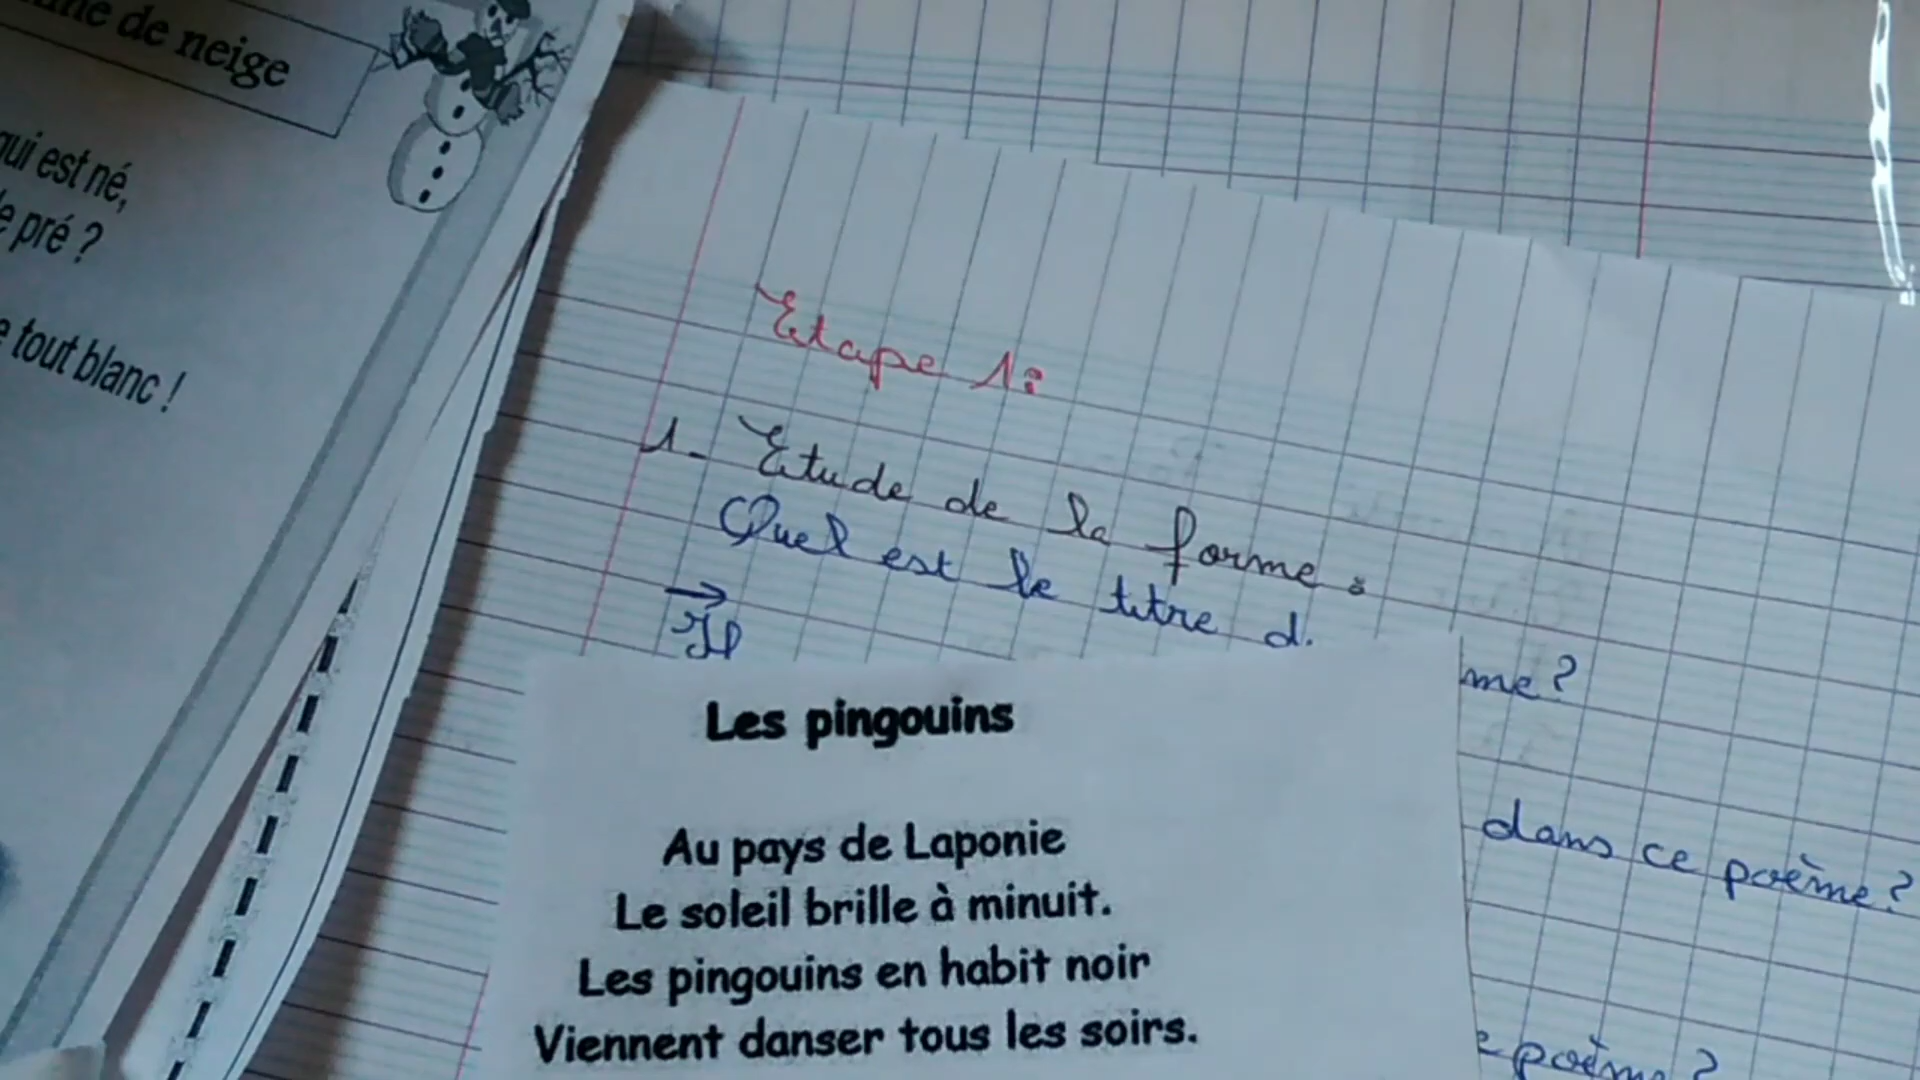 de neige
qui est né,
pré ?
tout blanc !
Etape 1:
1- Etude de la forme :
Quel est le titre d
me?
Les pingouins
Au pays de Laponie
Le soleil brille à minuit.
Les pingouins en habit noir
Viennent danser tous les soirs.
dans ce poème?
poème?